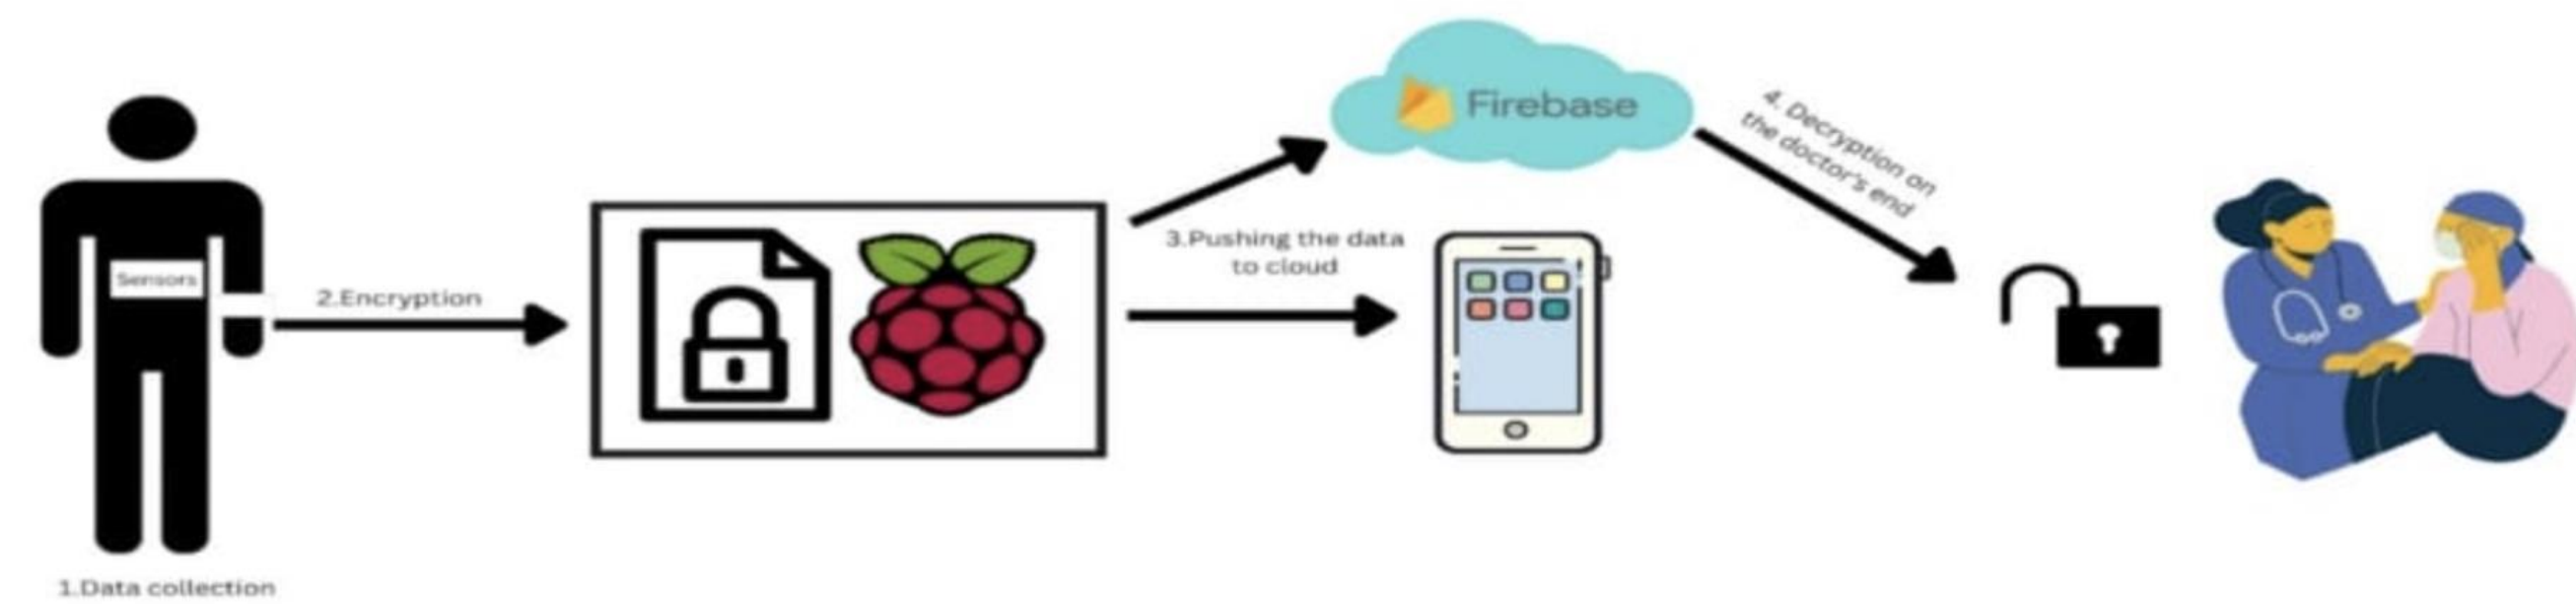 Sensors
1.Data collection
2.Encryption
3.Pushing the data
to cloud
Firebase
4. Decryption on
the doctor's end